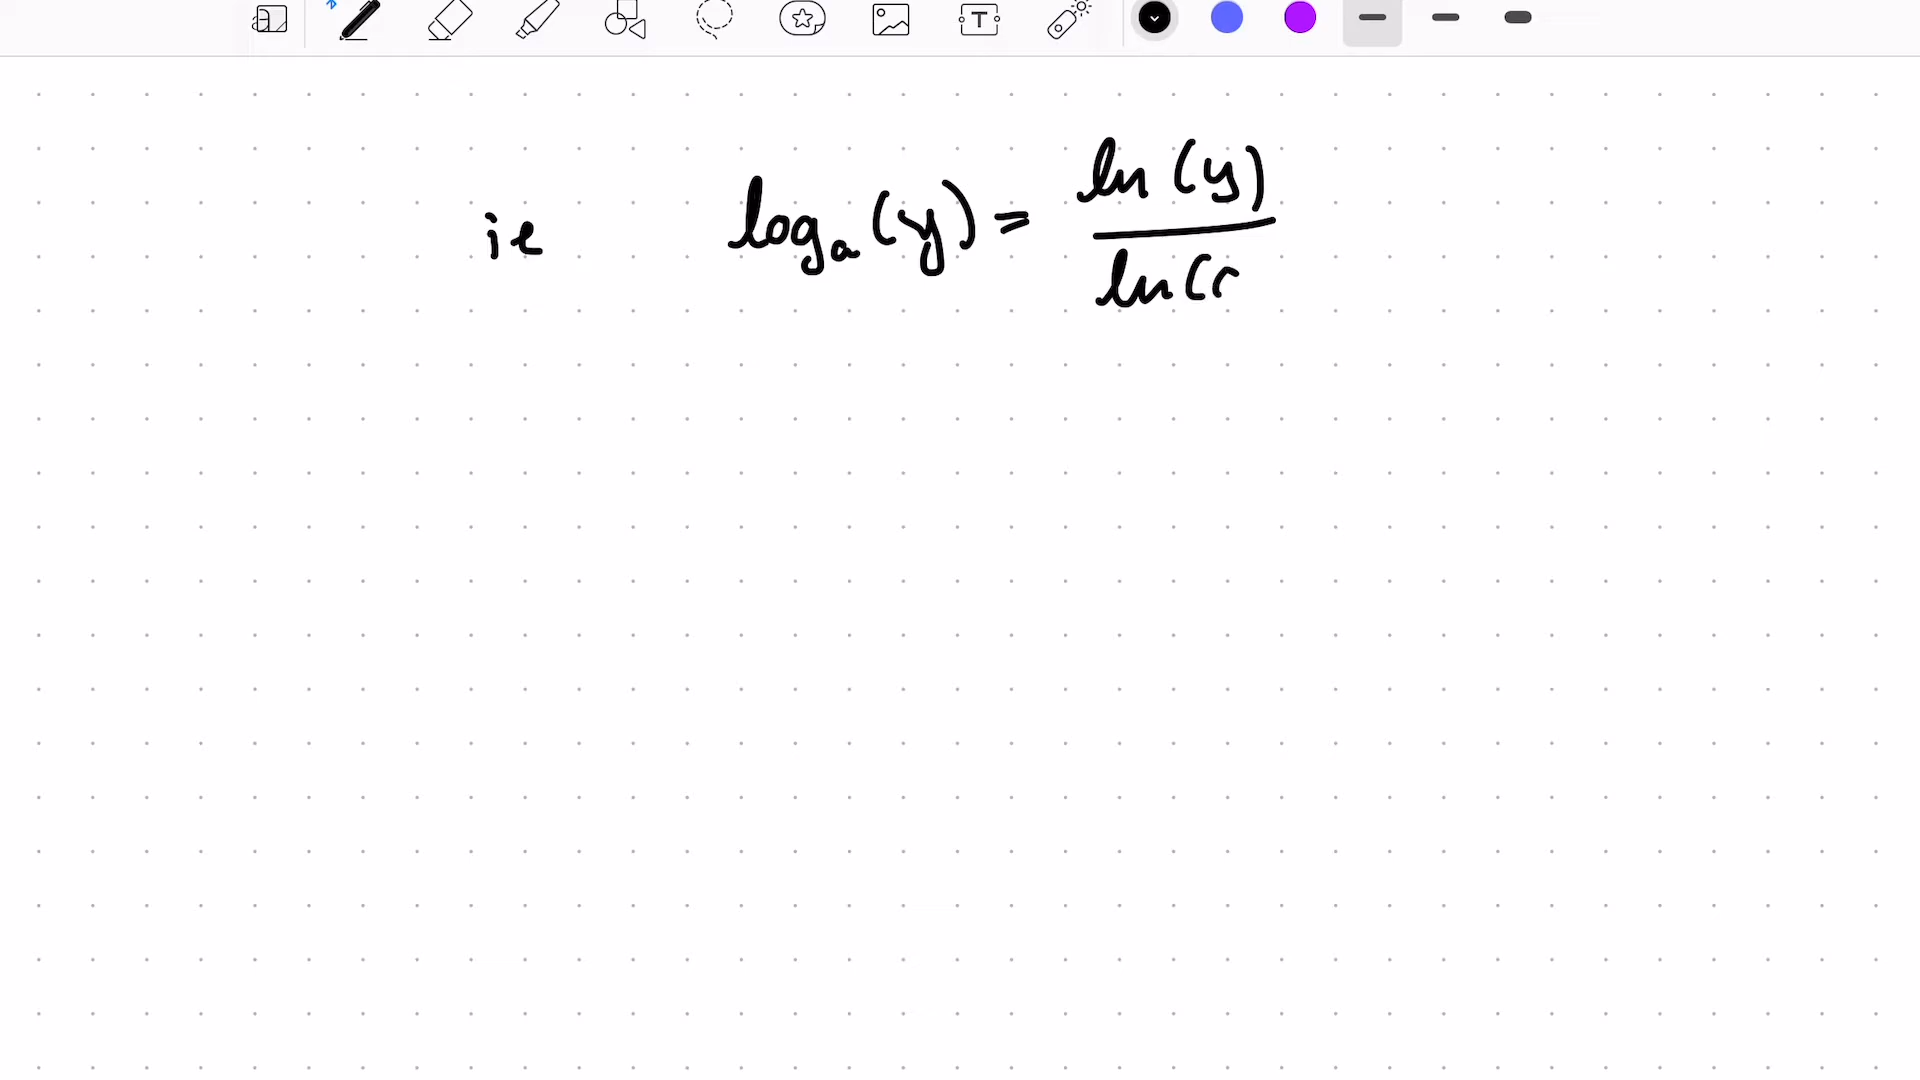 ie log_a(y) = ln(y)/ln(